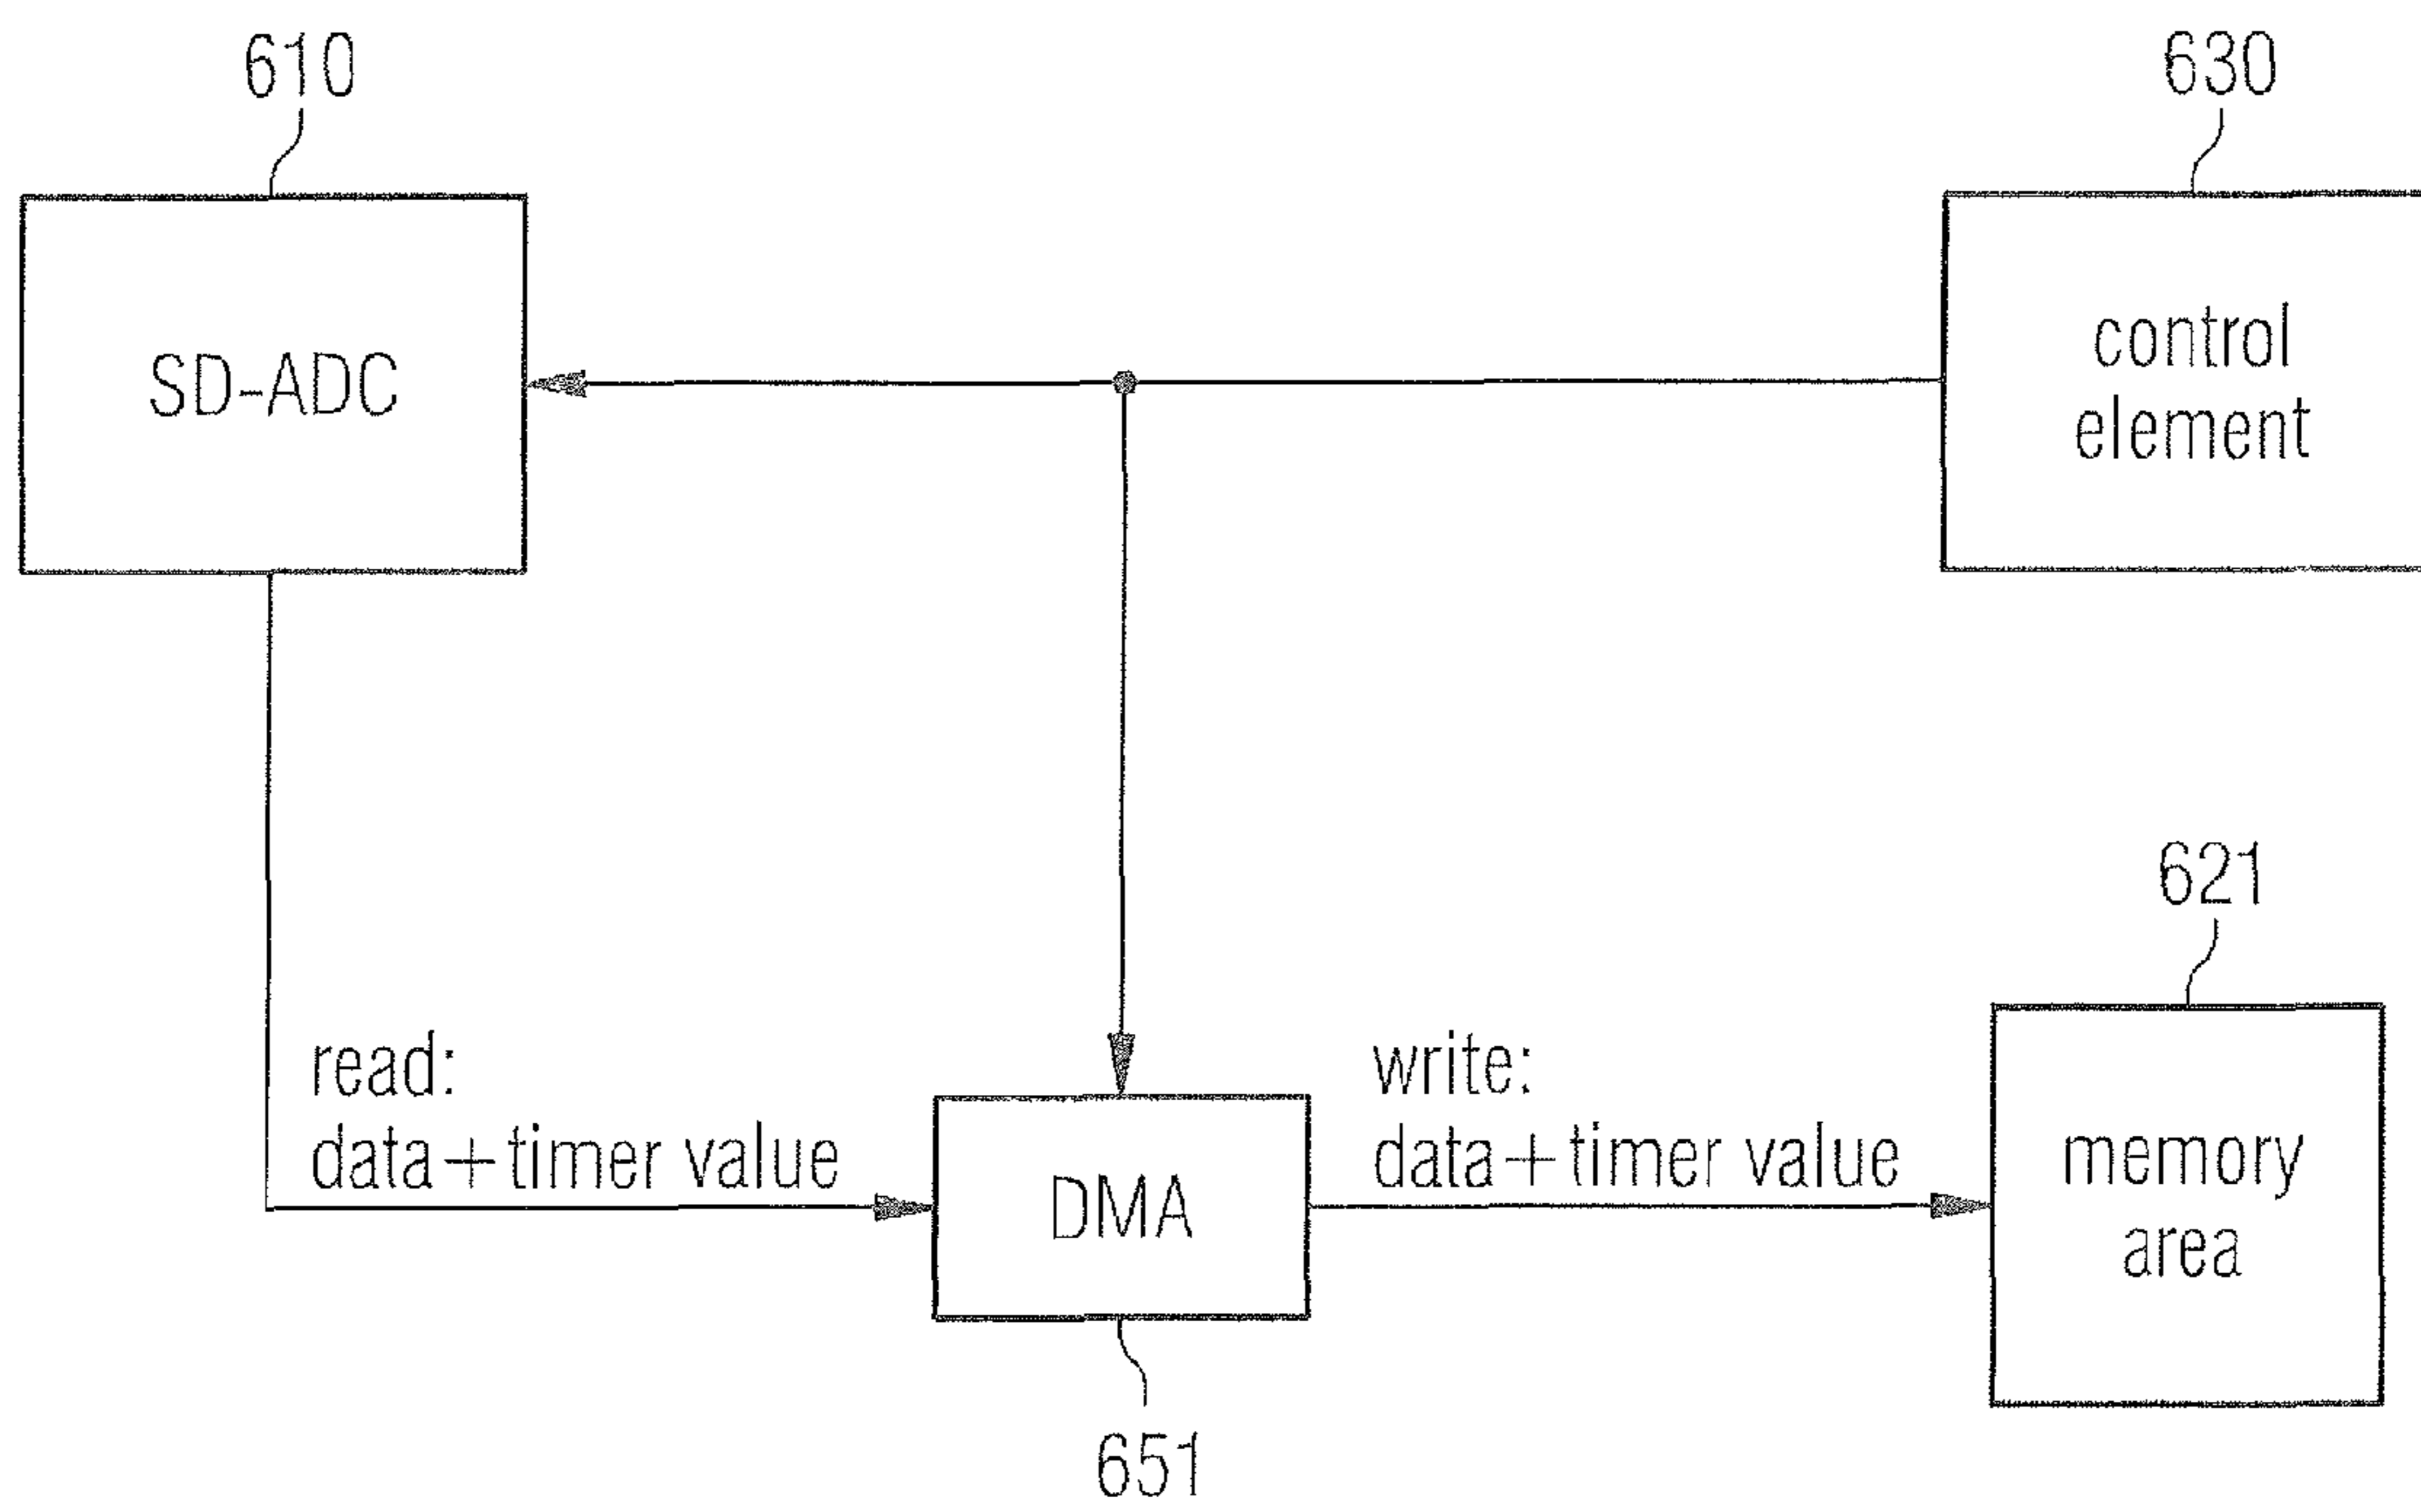 610
630
SD-ADC
control
element
621
read:
data+timer value
write:
data+timer value
DMA
memory
area
651